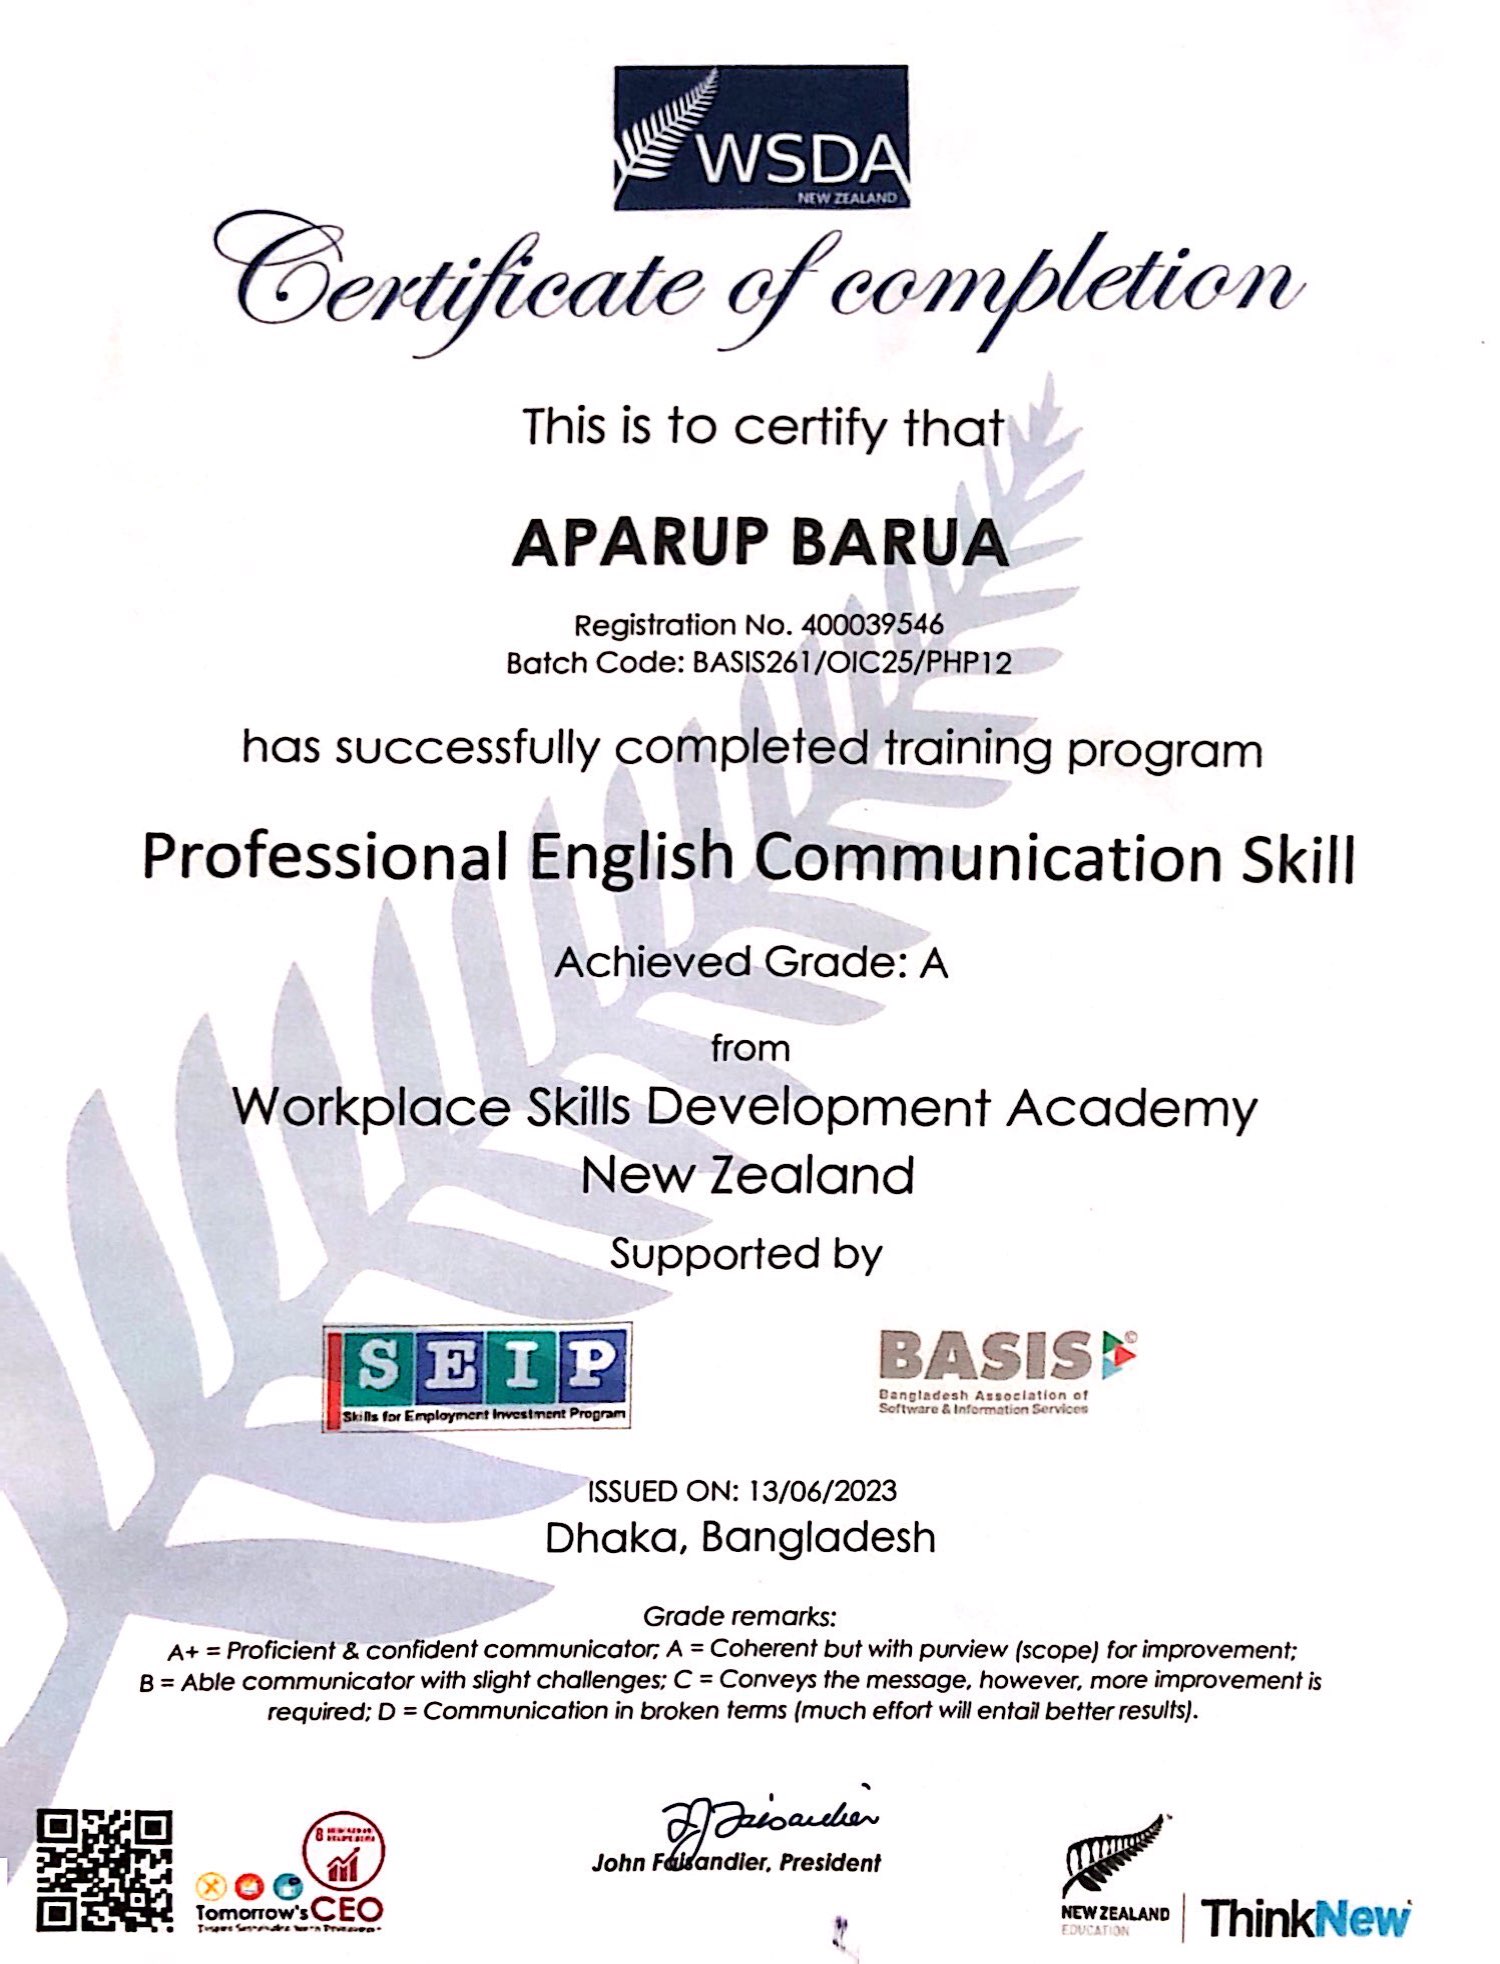 WSDA
NEW ZEALAND
Certificate of completion
This is to certify that
APARUP BARUA
Registration No. 400039546
Batch Code: BASIS261/OIC25/PHP12
has successfully completed training program
Professional English Communication Skill
Achieved Grade: A
from
Workplace Skills Development Academy
New Zealand
Supported by
SEIP
Skills for Employment Investment Program
BASIS©
Bangladesh Association of
Software & Information Services
ISSUED ON: 13/06/2023
Dhaka, Bangladesh
Grade remarks:
A+ = Proficient & confident communicator; A = Coherent but with purview (scope) for improvement;
B = Able communicator with slight challenges; C = Conveys the message, however, more improvement is
required; D = Communication in broken terms (much effort will entail better results).
John Faisandier, President
Tomorrow's CEO
NEW ZEALAND
EDUCATION
ThinkNew